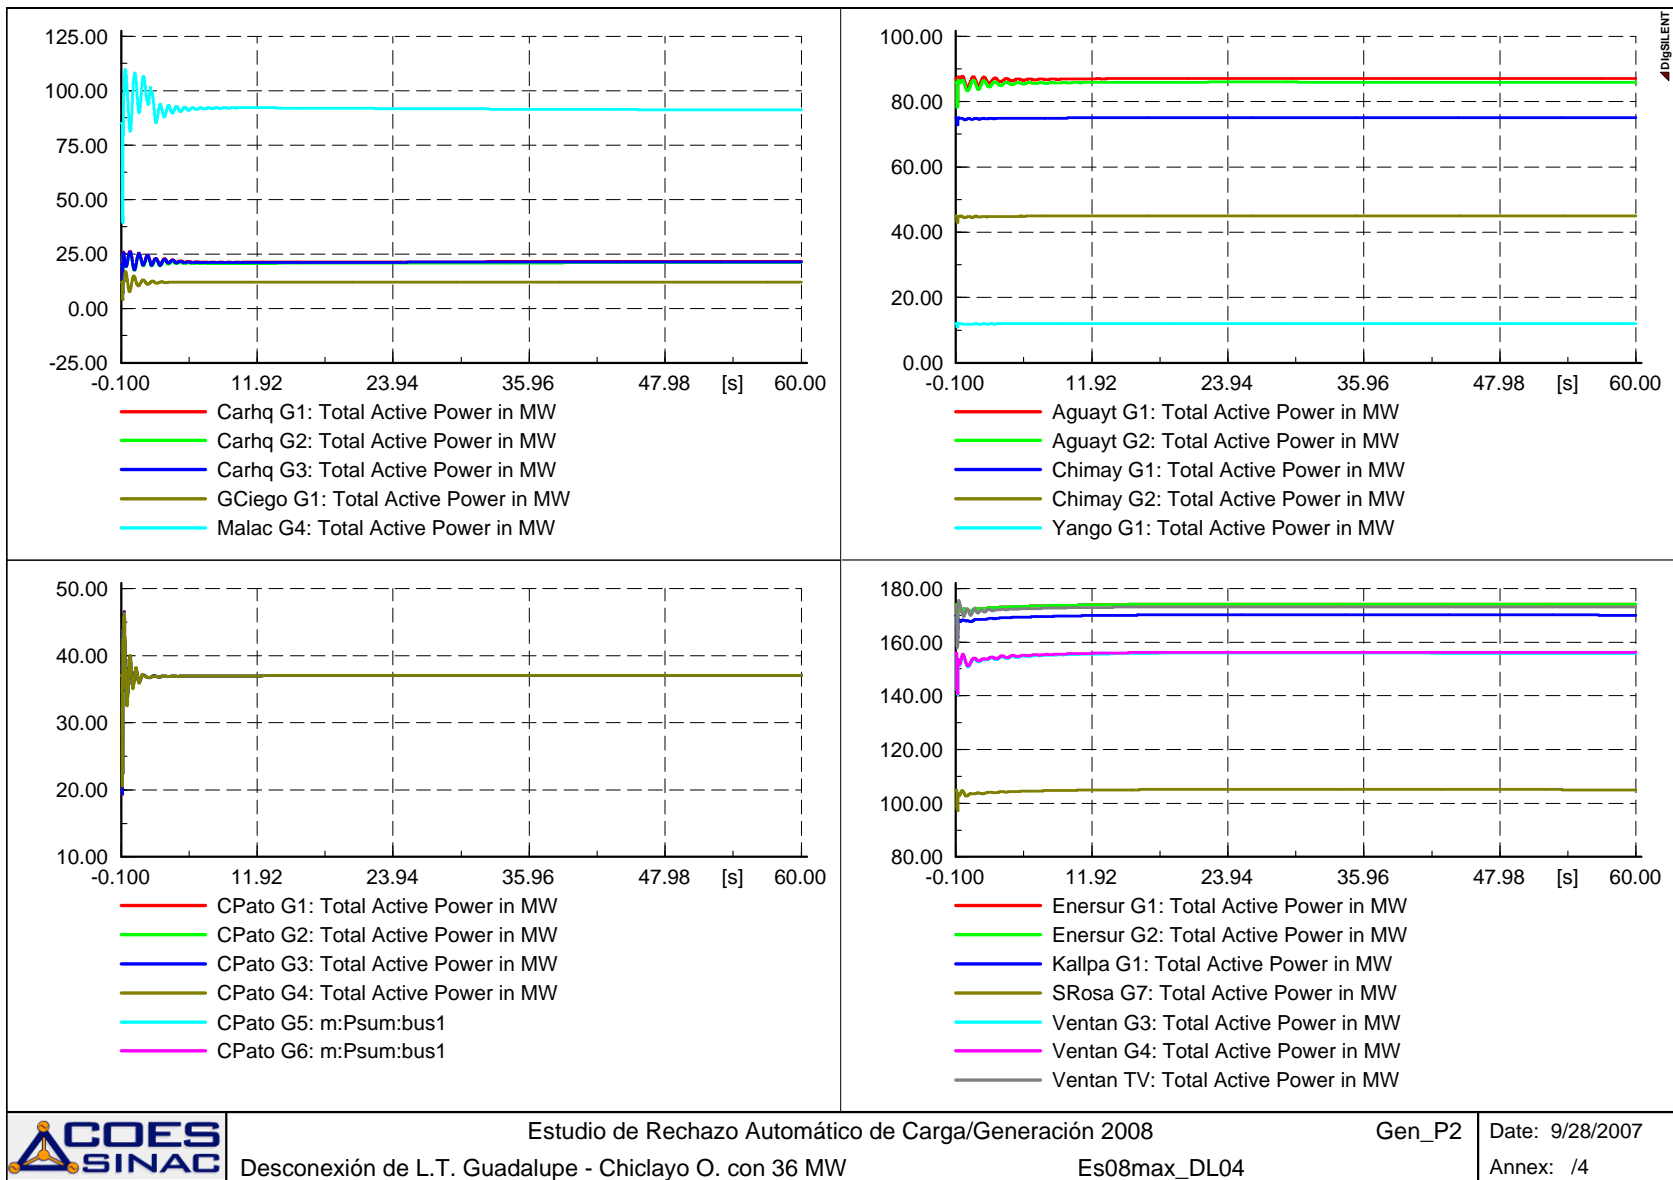 DIgSILENT
125.00
100.00
75.00
50.00
25.00
0.00
-25.00
-0.100 11.92 23.94 35.96 47.98 [s] 60.00
Carhq G1: Total Active Power in MW
Carhq G2: Total Active Power in MW
Carhq G3: Total Active Power in MW
GCiego G1: Total Active Power in MW
Malac G4: Total Active Power in MW
100.00
80.00
60.00
40.00
20.00
0.00
-0.100 11.92 23.94 35.96 47.98 [s] 60.00
Aguayt G1: Total Active Power in MW
Aguayt G2: Total Active Power in MW
Chimay G1: Total Active Power in MW
Chimay G2: Total Active Power in MW
Yango G1: Total Active Power in MW
50.00
40.00
30.00
20.00
10.00
-0.100 11.92 23.94 35.96 47.98 [s] 60.00
CPato G1: Total Active Power in MW
CPato G2: Total Active Power in MW
CPato G3: Total Active Power in MW
CPato G4: Total Active Power in MW
CPato G5: m:Psum:bus1
CPato G6: m:Psum:bus1
180.00
160.00
140.00
120.00
100.00
80.00
-0.100 11.92 23.94 35.96 47.98 [s] 60.00
Enersur G1: Total Active Power in MW
Enersur G2: Total Active Power in MW
Kallpa G1: Total Active Power in MW
SRosa G7: Total Active Power in MW
Ventan G3: Total Active Power in MW
Ventan G4: Total Active Power in MW
Ventan TV: Total Active Power in MW
COES
SINAC
Estudio de Rechazo Automático de Carga/Generación 2008 Gen_P2
Desconexión de L.T. Guadalupe - Chiclayo O. con 36 MW Es08max_DL04
Date: 9/28/2007
Annex: /4